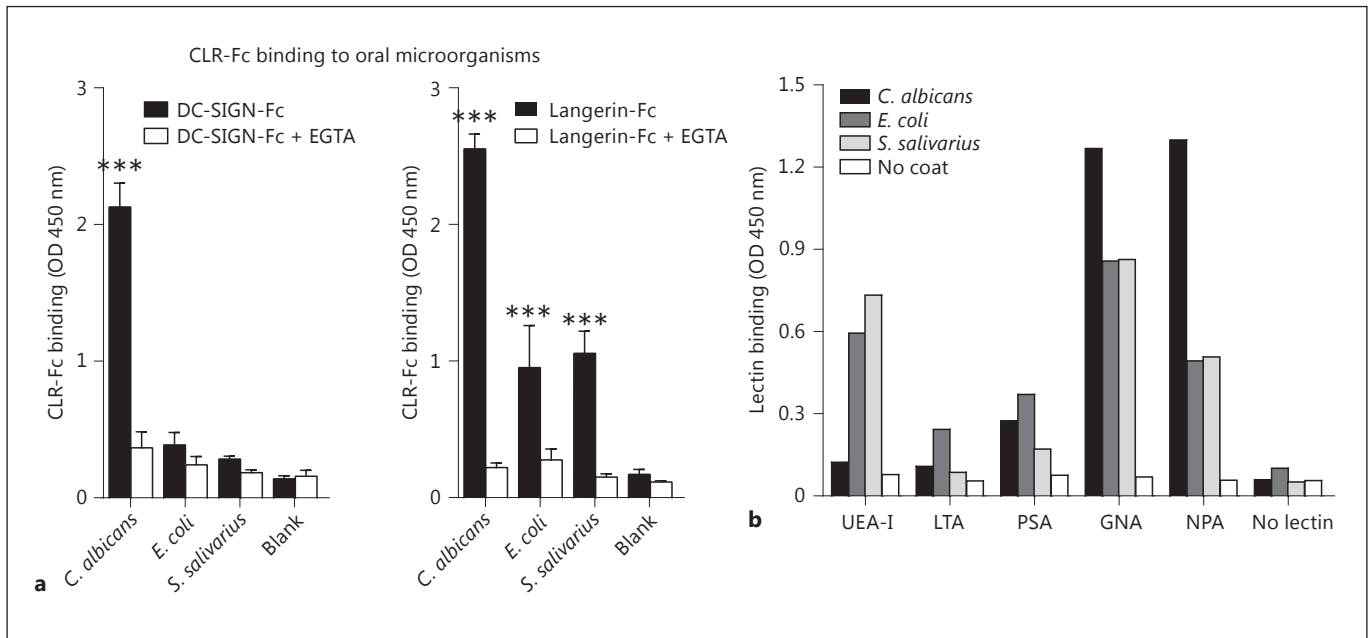 CLR-Fc binding to oral microorganisms
CLR-Fc binding (OD 450 nm)
3
2
1
0
DC-SIGN-Fc
DC-SIGN-Fc + EGTA
***
C. albicans
E. coli
S. salivarius
Blank
a
CLR-Fc binding (OD 450 nm)
3
2
1
0
Langerin-Fc
Langerin-Fc + EGTA
***
***
***
C. albicans
E. coli
S. salivarius
Blank
Lectin binding (OD 450 nm)
1.5
1.2
0.9
0.6
0.3
0
C. albicans
E. coli
S. salivarius
No coat
UEA-I LTA PSA GNA NPA No lectin
b